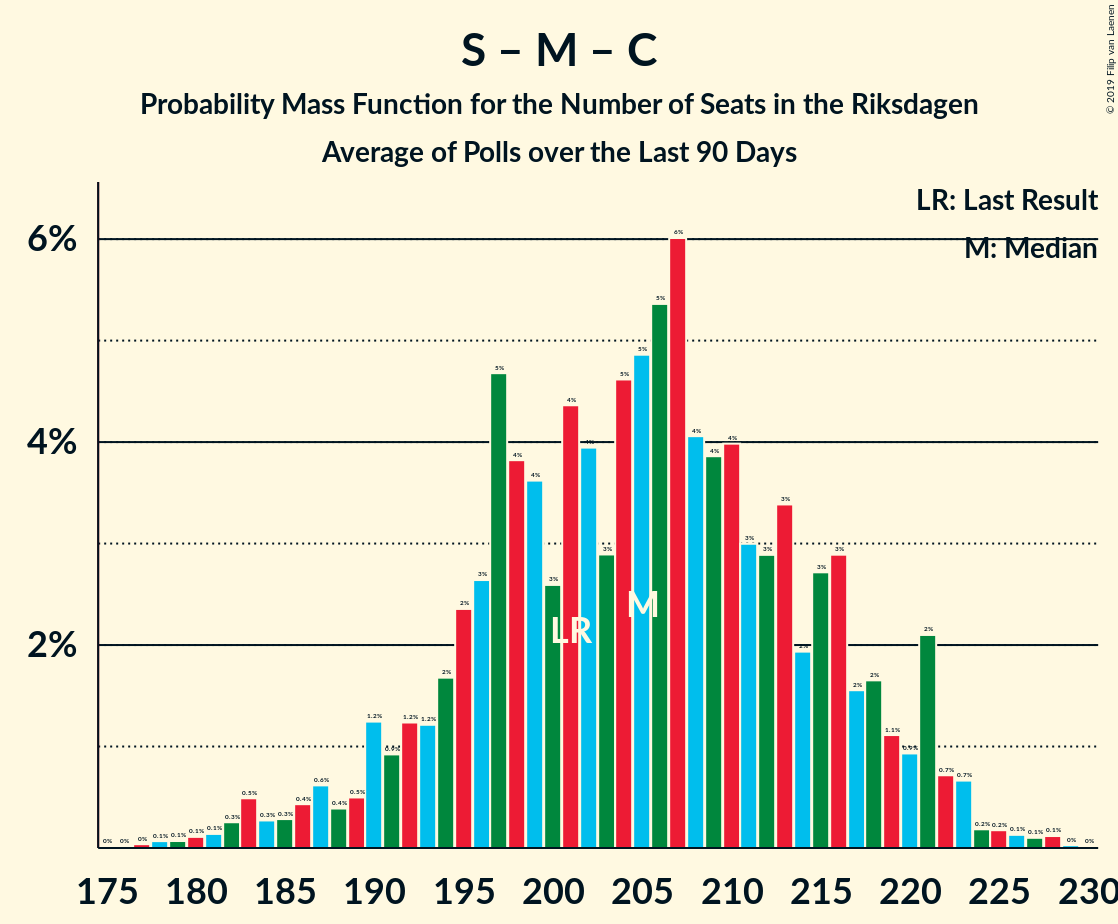 S – M – C
Probability Mass Function for the Number of Seats in the Riksdagen
Average of Polls over the Last 90 Days
© 2019 Filip van Laenen
LR: Last Result
M: Median
6%
4%
2%
0% 0% 0% 0.1% 0.1% 0.1% 0.1% 0.3% 0.5% 0.3% 0.3% 0.4% 0.6% 0.4% 0.5% 1.2% 0.9% 1.2% 1.2% 2% 2% 3% 5% 4% 4% 3% 4% 4% 3% 5% 5% 5% 6% 4% 4% 4% 3% 3% 3% 2% 3% 3% 2% 2% 1.1% 0.9% 2% 0.7% 0.7% 0.2% 0.2% 0.1% 0.1% 0.1% 0% 0%
LR
M
175 180 185 190 195 200 205 210 215 220 225 230